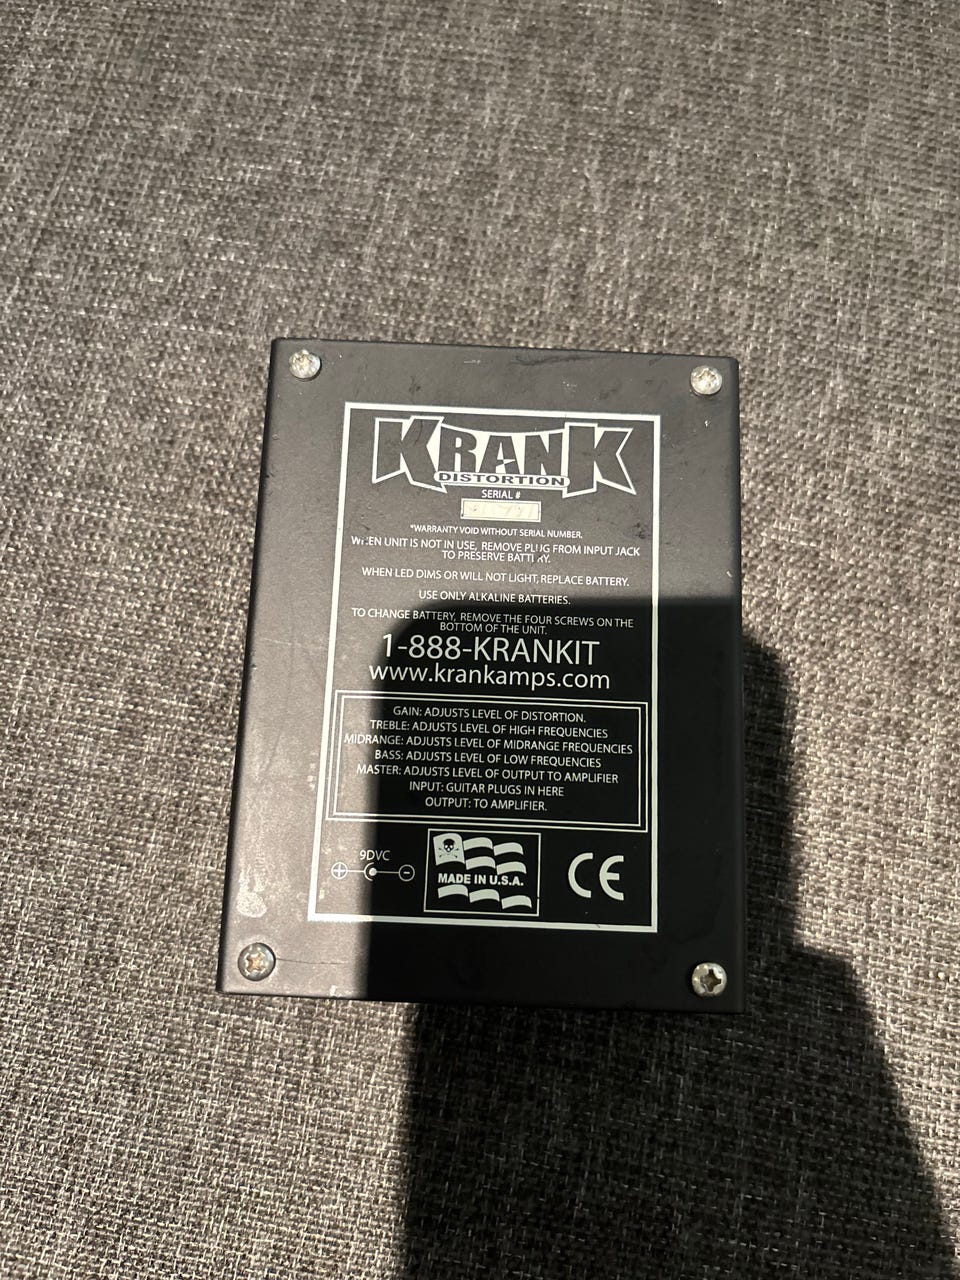 KRANK
DISTORTION
SERIAL #
*WARRANTY VOID WITHOUT SERIAL NUMBER.
WHEN UNIT IS NOT IN USE, REMOVE PLUG FROM INPUT JACK
TO PRESERVE BATTERY.
WHEN LED DIMS OR WILL NOT LIGHT, REPLACE BATTERY.
USE ONLY ALKALINE BATTERIES.
TO CHANGE BATTERY, REMOVE THE FOUR SCREWS ON THE
BOTTOM OF THE UNIT.
1-888-KRANKIT
www.krankamps.com
GAIN: ADJUSTS LEVEL OF DISTORTION.
TREBLE: ADJUSTS LEVEL OF HIGH FREQUENCIES
MIDRANGE: ADJUSTS LEVEL OF MIDRANGE FREQUENCIES
BASS: ADJUSTS LEVEL OF LOW FREQUENCIES
MASTER: ADJUSTS LEVEL OF OUTPUT TO AMPLIFIER
INPUT: GUITAR PLUGS IN HERE
OUTPUT: TO AMPLIFIER.
9DVC
+ -
MADE IN U.S.A.
CE